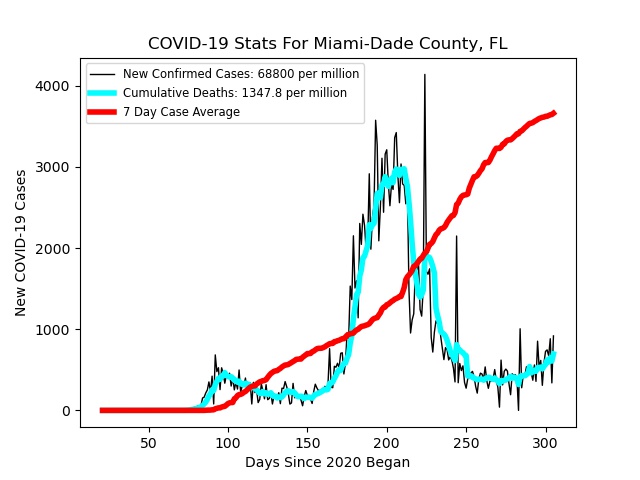 COVID-19 Stats For Miami-Dade County, FL
New Confirmed Cases: 68800 per million
Cumulative Deaths: 1347.8 per million
7 Day Case Average
New COVID-19 Cases
4000
3000
2000
1000
0
50 100 150 200 250 300
Days Since 2020 Began